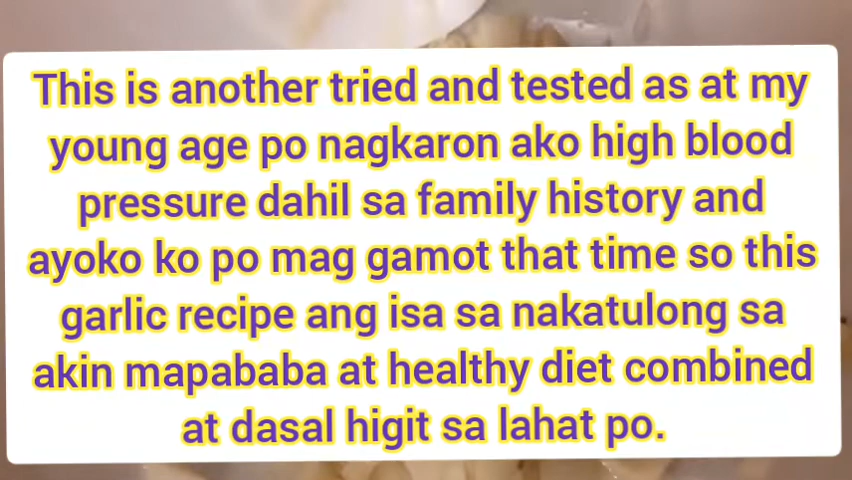 This is another tried and tested as at my
young age po nagkaron ako high blood
pressure dahil sa family history and
ayoko ko po mag gamot that time so this
garlic recipe ang isa sa nakatulong sa
akin mapababa at healthy diet combined
at dasal higit sa lahat po.